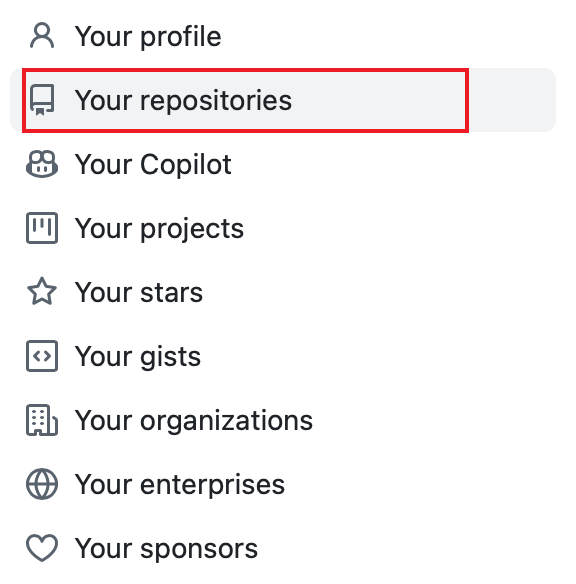 Your profile
Your repositories
Your Copilot
Your projects
Your stars
Your gists
Your organizations
Your enterprises
Your sponsors